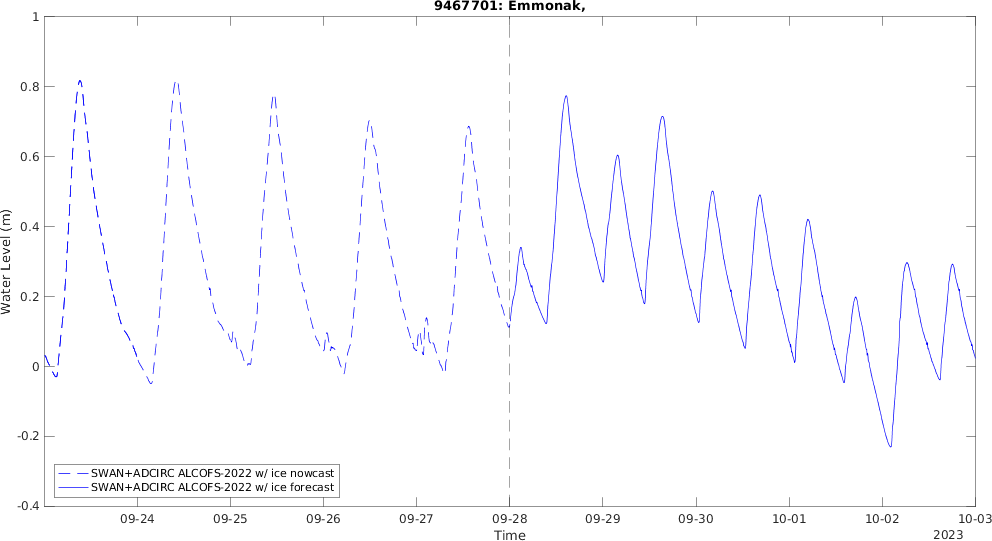 9467701: Emmonak,
Water Level (m)
1
0.8
0.6
0.4
0.2
0
-0.2
-0.4
SWAN+ADCIRC ALCOFS-2022 w/ ice nowcast
SWAN+ADCIRC ALCOFS-2022 w/ ice forecast
09-24 09-25 09-26 09-27 09-28 09-29 09-30 10-01 10-02 10-03
Time
2023